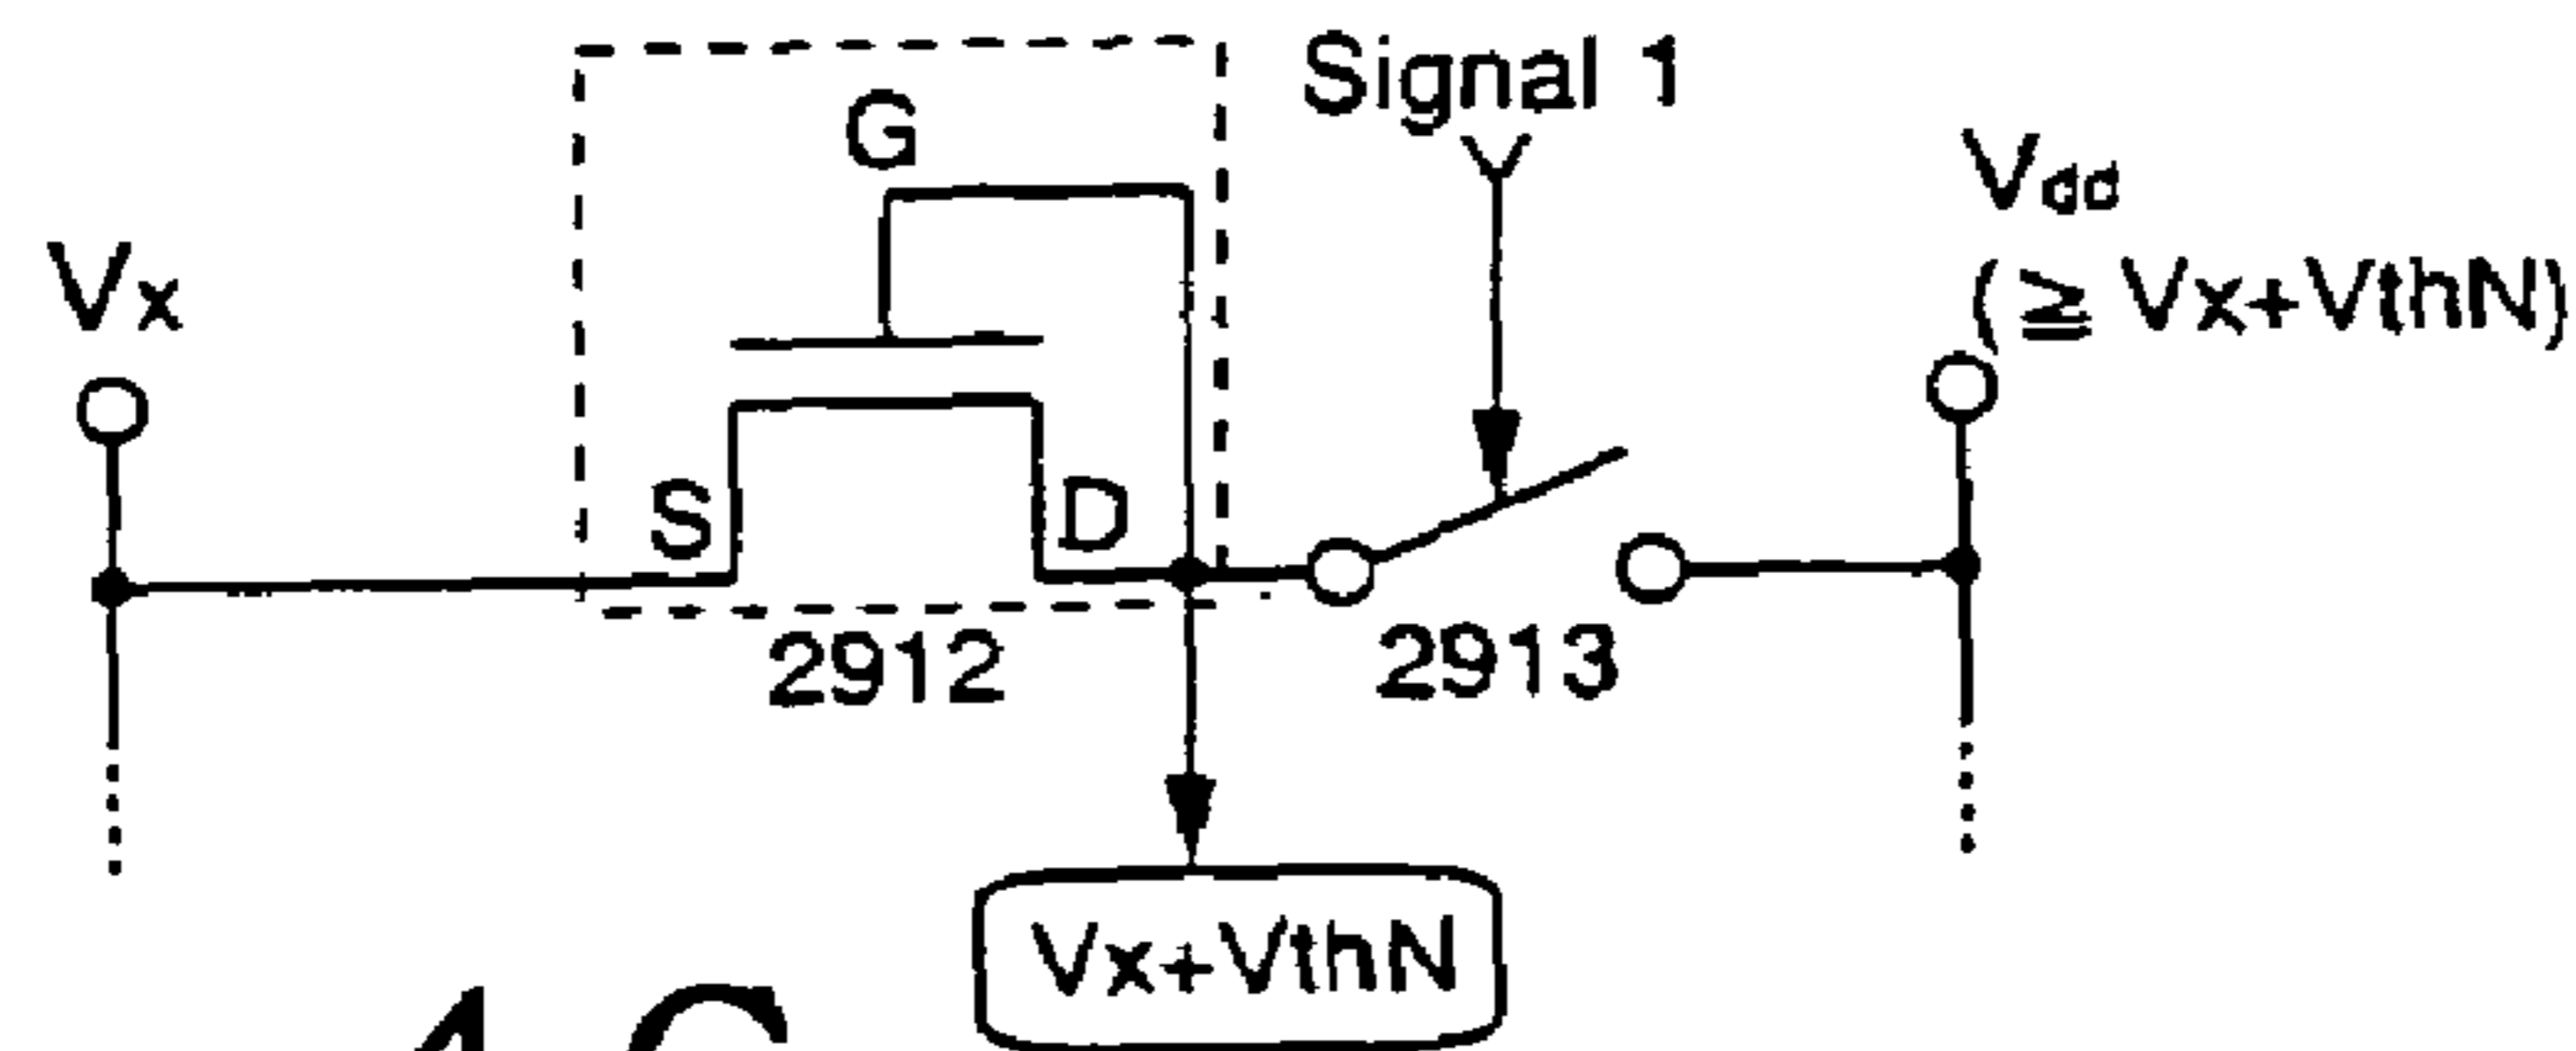 Signal 1
G
Vdd
(≧ Vx+VthN)
Vx
S
D
2912
2913
Vx+VthN